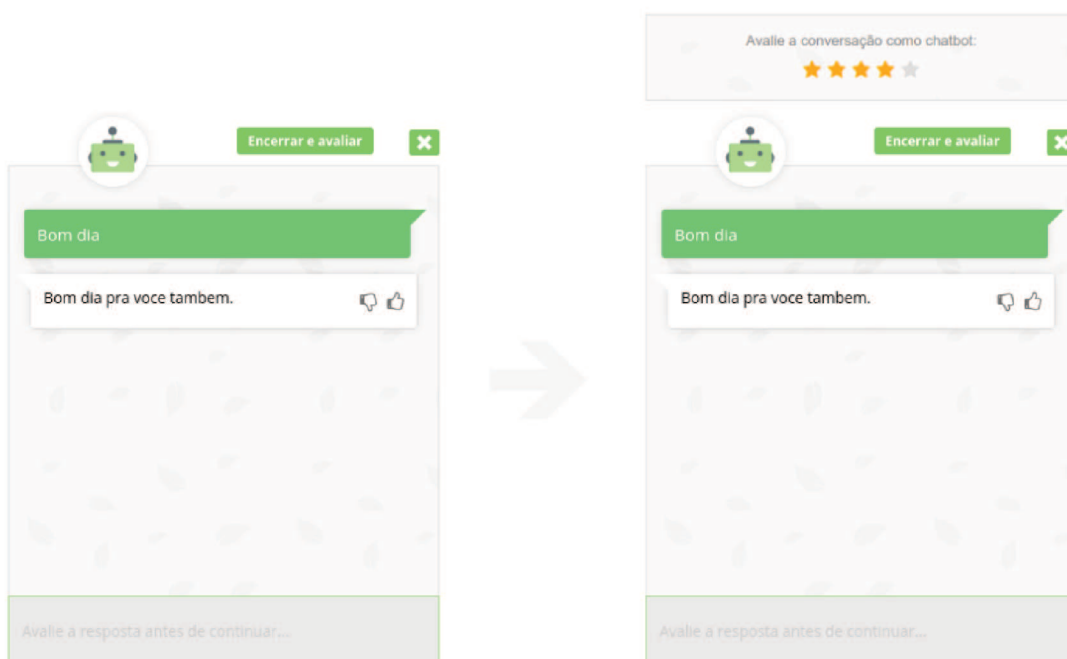 Encerrar e avaliar
Bom dia
Bom dia pra voce tambem.
Avalie a resposta antes de continuar...
Avalie a conversação como chatbot:
Encerrar e avaliar
Bom dia
Bom dia pra voce tambem.
Avalie a resposta antes de continuar...